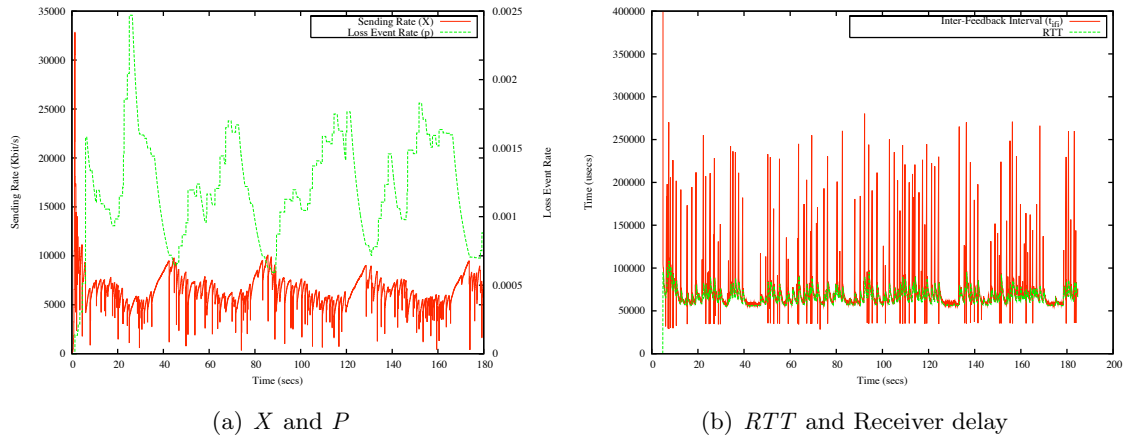 Sending Rate (X)
Loss Event Rate (p)
35000
30000
25000
20000
15000
10000
5000
0
Sending Rate (Kbit/s)
0.0025
0.002
0.0015
0.001
0.0005
0
Loss Event Rate
0 20 40 60 80 100 120 140 160 180
Time (secs)
(a) X and P
Inter-Feedback Interval (t_ifi)
RTT
400000
350000
300000
250000
200000
150000
100000
50000
0
Time (usecs)
0 20 40 60 80 100 120 140 160 180 200
Time (secs)
(b) RTT and Receiver delay